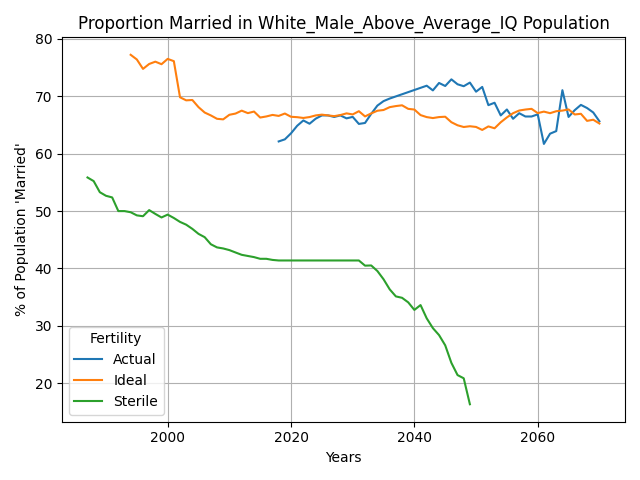 Proportion Married in White_Male_Above_Average_IQ Population
% of Population 'Married'
80
70
60
50
40
30
20
Fertility
Actual
Ideal
Sterile
2000
2020
2040
2060
Years